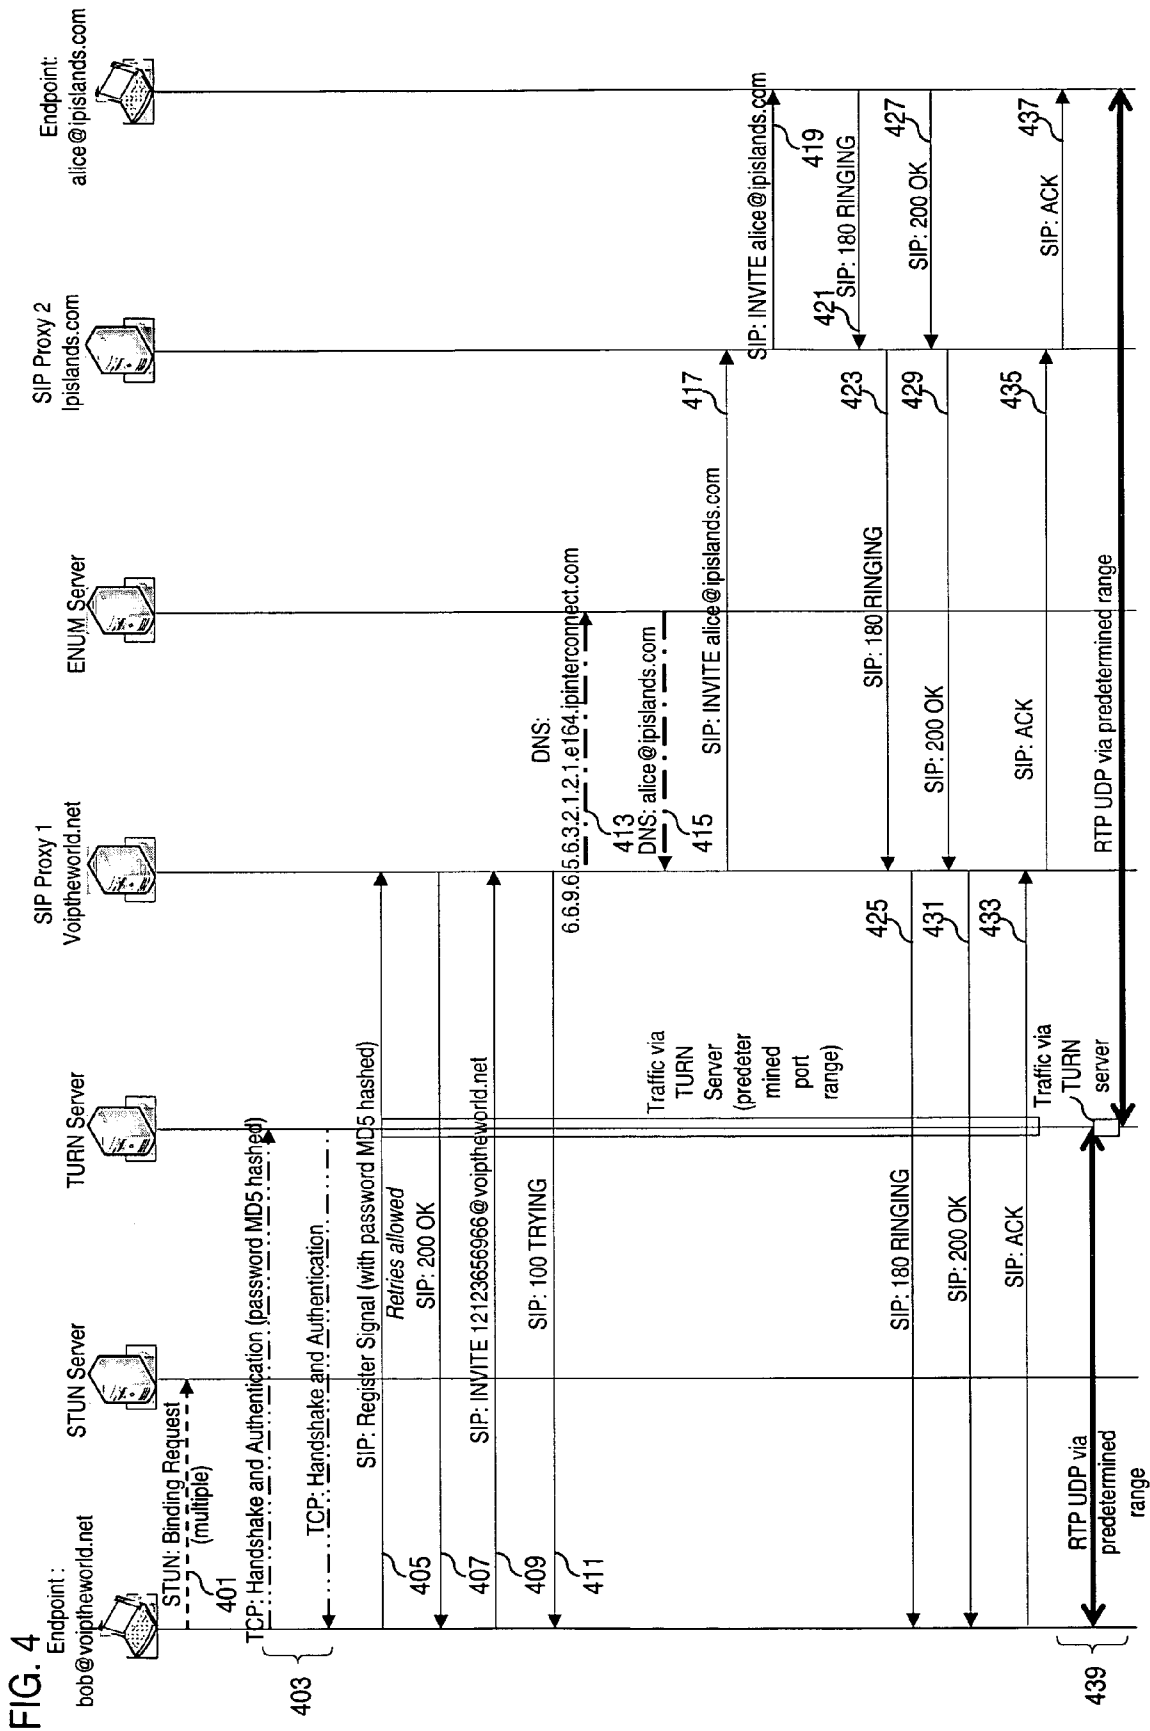 FIG. 4
Endpoint :
bob@voiptheworld.net
STUN Server
TURN Server
SIP Proxy 1
Voiptheworld.net
ENUM Server
SIP Proxy 2
Ipislands.com
Endpoint:
alice@ipislands.com
STUN: Binding Request
(multiple)
401
TCP: Handshake and Authentication (password MD5 hashed)
TCP: Handshake and Authentication
403
SIP: Register Signal (with password MD5 hashed)
405
Retries allowed
SIP: 200 OK
407
SIP: INVITE 12123656966@voiptheworld.net
409
SIP: 100 TRYING
411
DNS:
6.6.9.6.5.6.3.2.1.2.1.e164.ipinterconnect.com
413
DNS: alice@ipislands.com
415
SIP: INVITE alice@ipislands.com
417
SIP: INVITE alice@ipislands.com
419
Traffic via
TURN
Server
(predeter
mined
port
range)
SIP: 180 RINGING
421
SIP: 180 RINGING
423
SIP: 180 RINGING
425
SIP: 200 OK
427
SIP: 200 OK
429
SIP: 200 OK
431
SIP: ACK
433
SIP: ACK
435
SIP: ACK
437
Traffic via
TURN
server
RTP UDP via
predetermined
range
RTP UDP via predetermined range
439